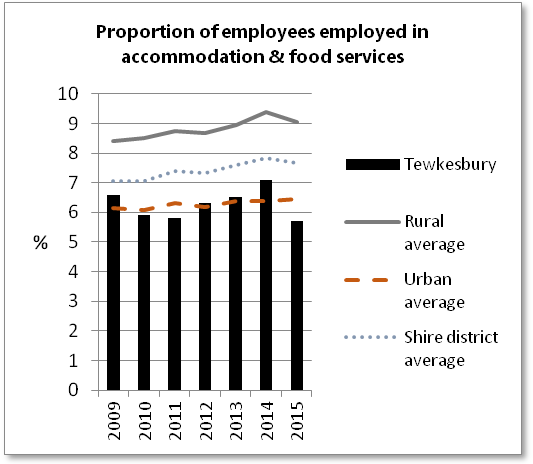 Proportion of employees employed in
accommodation & food services
10
9
8
7
6
5
4
3
2
1
0
%
2009
2010
2011
2012
2013
2014
2015
Tewkesbury
Rural
average
Urban
average
Shire district
average